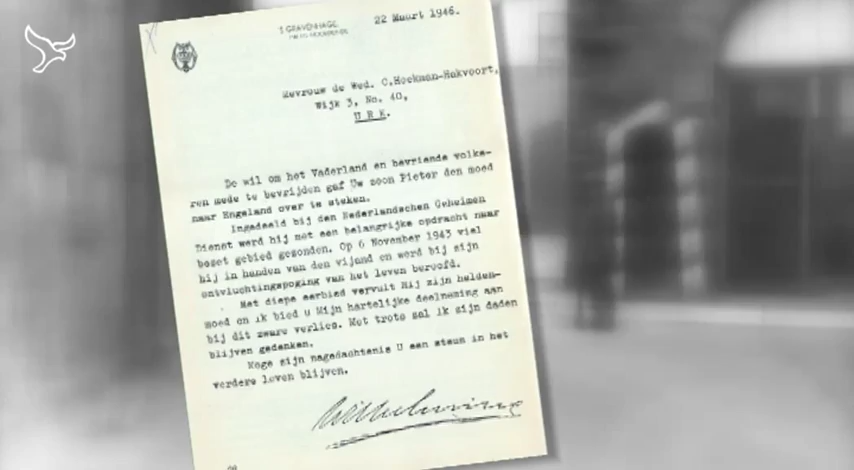 'S GRAVENHAGE,
22 Maart 1946.
Mevrouw de Wed. C.Hoekman-Hakvoort,
Wijk 3, No. 40,
U R K.
De wil om het Vaderland en bevriende volke-
ren mede te bevrijden gaf Uw zoon Pieter den moed
naar Engeland over te steken.
Ingedeeld bij den Nederlandschen Geheimen
Dienst werd hij met een belangrijke opdracht naar
bezet gebied gezonden. Op 6 November 1943 viel
hij in handen van den vijand en werd bij zijn
ontvluchtingspoging van het leven beroofd.
Met diepe eerbied vervult Mij zijn helden-
moed en ik bied U Mijn hartelijke deelneming aan
bij dit zware verlies. Met trots zal ik zijn daden
blijven gedenken.
Moge zijn nagedachtenis U een steun in het
verdere leven blijven.
Wilhelmina